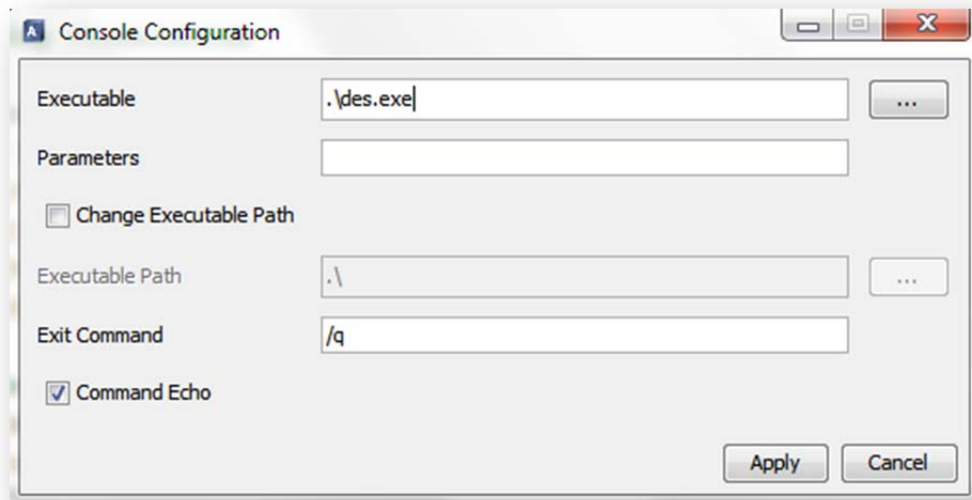 A Console Configuration
Executable .\des.exe ...
Parameters
Change Executable Path
Executable Path .\ ...
Exit Command /q
Command Echo
Apply Cancel